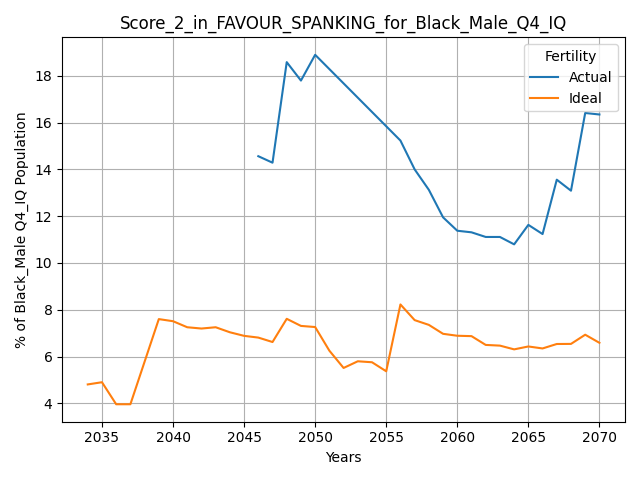 Score_2_in_FAVOUR_SPANKING_for_Black_Male_Q4_IQ
Fertility
Actual
Ideal
% of Black_Male Q4_IQ Population
18
16
14
12
10
8
6
4
2035 2040 2045 2050 2055 2060 2065 2070
Years